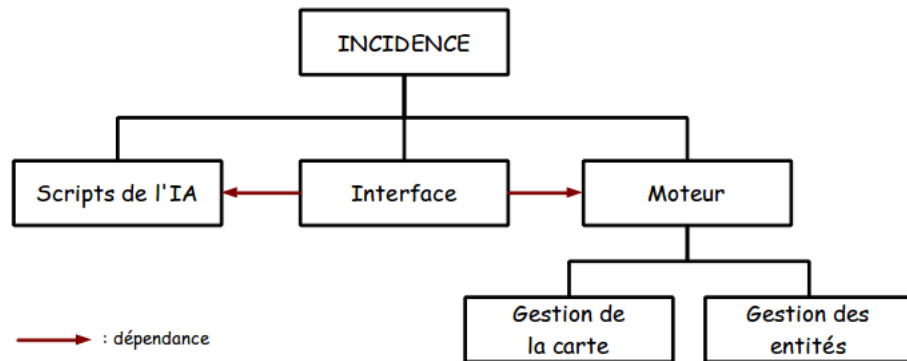 INCIDENCE
Scripts de l'IA
Interface
Moteur
Gestion de
la carte
Gestion des
entités
: dépendance